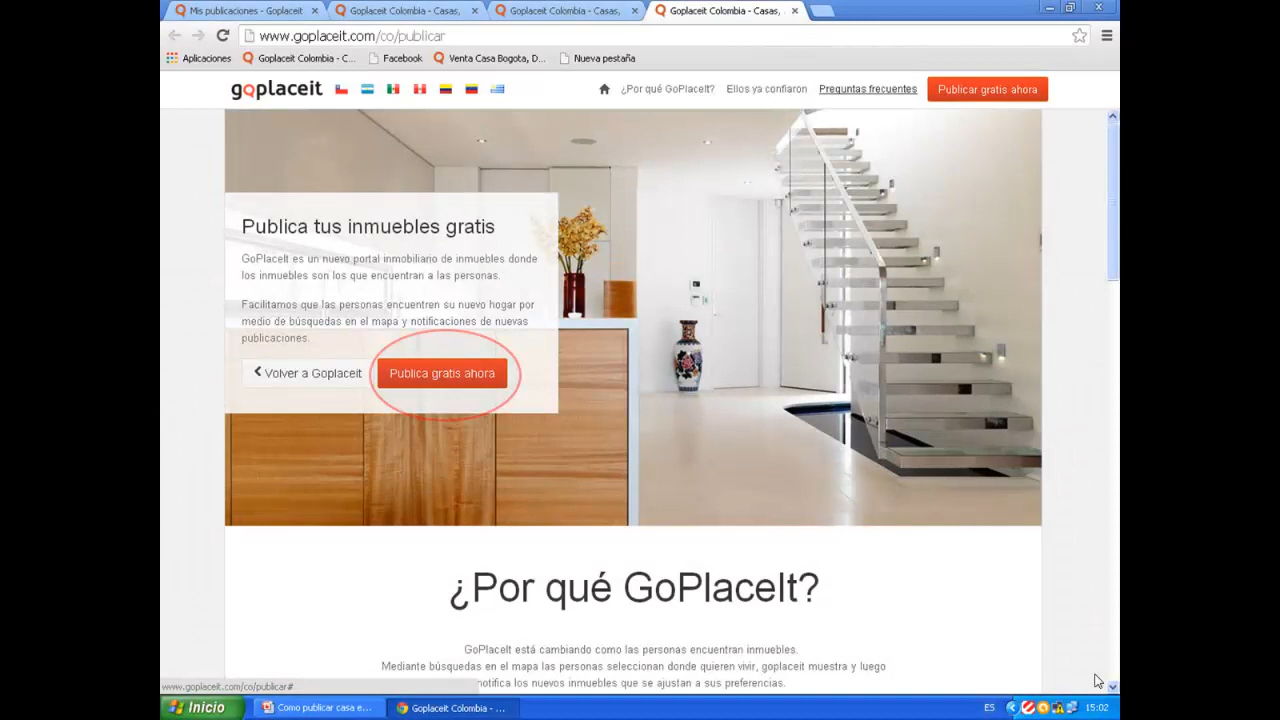 Mis publicaciones - Goplaceit
Goplaceit Colombia - Casas,
Goplaceit Colombia - Casas,
Goplaceit Colombia - Casas,
www.goplaceit.com/co/publicar
Aplicaciones
Goplaceit Colombia - C...
Facebook
Venta Casa Bogota, D...
Nueva pestaña
goplaceit
¿Por qué GoPlaceIt?
Ellos ya confiaron
Preguntas frecuentes
Publicar gratis ahora
Publica tus inmuebles gratis
GoPlaceIt es un nuevo portal inmobiliario de inmuebles donde
los inmuebles son los que encuentran a las personas.
Facilitamos que las personas encuentren su nuevo hogar por
medio de búsquedas en el mapa y notificaciones de nuevas
publicaciones.
Volver a Goplaceit
Publica gratis ahora
¿Por qué GoPlaceIt?
GoPlaceIt está cambiando como las personas encuentran inmuebles.
Mediante búsquedas en el mapa las personas seleccionan donde quieren vivir, goplaceit muestra y luego
notifica los nuevos inmuebles que se ajustan a sus preferencias.
www.goplaceit.com/co/publicar#
Inicio
Como publicar casa e...
Goplaceit Colombia - ...
ES
15:02